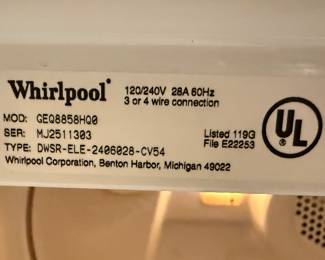 Whirlpool
120/240V 28A 60Hz
3 or 4 wire connection
MOD: GEQ8858HQ0
SER: MJ2511303
TYPE: DWSR-ELE-2406028-CV54
Whirlpool Corporation, Benton Harbor, Michigan 49022
Listed 119G
File E22253
UL